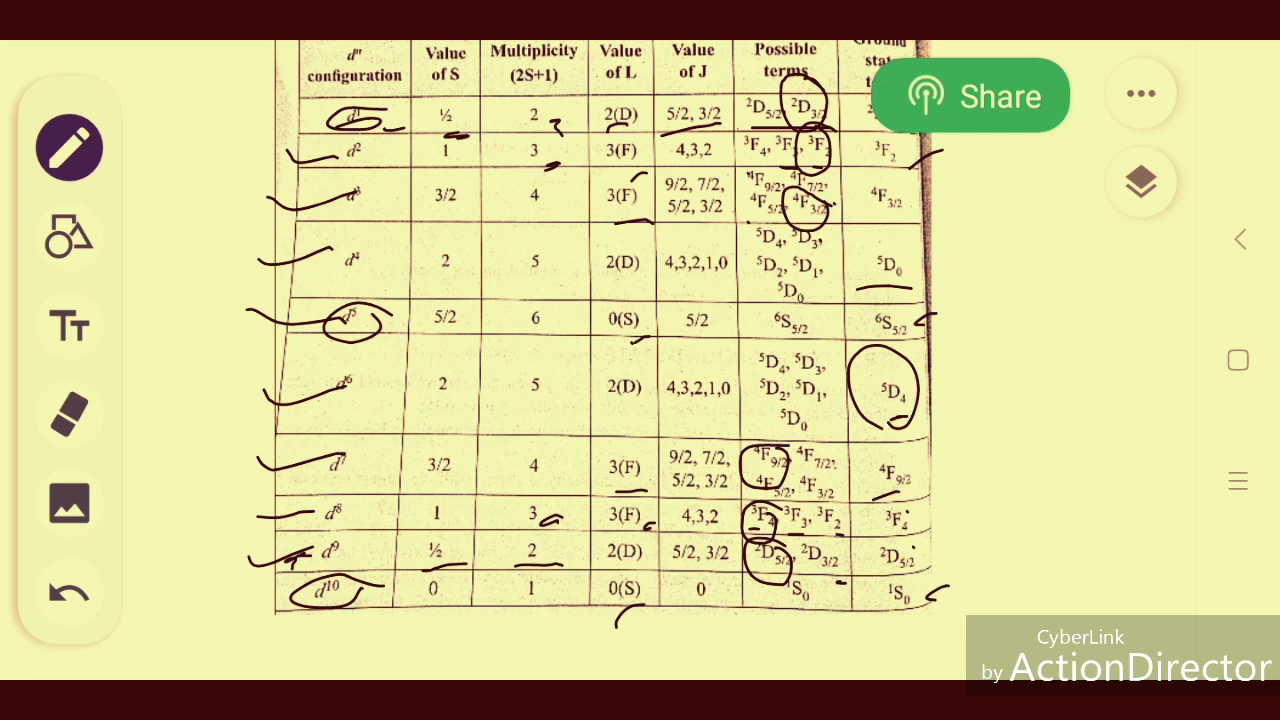 dⁿ configuration Value of S Multiplicity (2S+1) Value of L Value of J Possible terms Ground
d¹ ½ 2 2(D) 5/2, 3/2 ²D₅/₂ ²D₃/₂
d² 1 3 3(F) 4,3,2 ³F₄, ³F₃ ³F₂ ³F₂
d³ 3/2 4 3(F) 9/2, 7/2, 5/2, 3/2 ⁴F₉/₂, ⁴F₇/₂, ⁴F₅/₂, ⁴F₃/₂ ⁴F₃/₂
d⁴ 2 5 2(D) 4,3,2,1,0 ⁵D₄, ⁵D₃, ⁵D₂, ⁵D₁, ⁵D₀ ⁵D₀
d⁵ 5/2 6 0(S) 5/2 ⁶S₅/₂ ⁶S₅/₂
d⁶ 2 5 2(D) 4,3,2,1,0 ⁵D₄, ⁵D₃, ⁵D₂, ⁵D₁, ⁵D₀ ⁵D₄
d⁷ 3/2 4 3(F) 9/2, 7/2, 5/2, 3/2 ⁴F₉/₂, ⁴F₇/₂, ⁴F₅/₂, ⁴F₃/₂ ⁴F₉/₂
d⁸ 1 3 3(F) 4,3,2 ³F₄ ³F₃, ³F₂ ³F₄
d⁹ ½ 2 2(D) 5/2, 3/2 ²D₅/₂, ²D₃/₂ ²D₅/₂
d¹⁰ 0 1 0(S) 0 ¹S₀ ¹S₀
Share
Tт
CyberLink
by ActionDirector